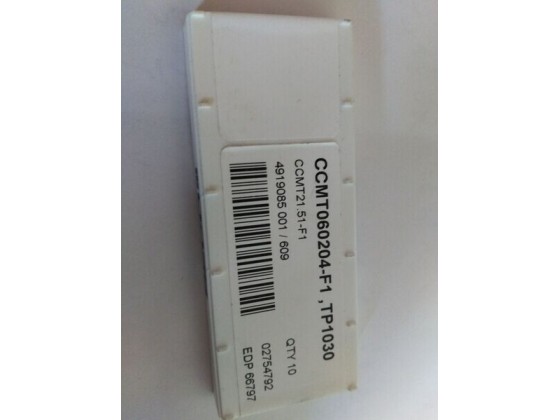 CCMT060204-F1 ,TP1030
CCMT21.51-F1
QTY 10
4919085 001 / 609
02754792
EDP 66797